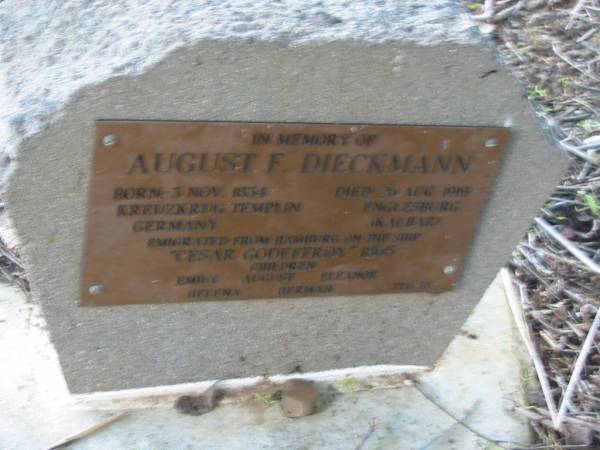 IN MEMORY OF
AUGUST F. DIECKMANN
BORN: 3 NOV. 1834 DIED: 26 AUG. 1919
KREUZKRUG TEMPLIN ENGLESBURG
GERMANY (KALBAR)
EMIGRATED FROM HAMBURG ON THE SHIP
"CESAR GODEFFROY" 1865
CHILDREN
EMILY AUGUST ELEANOR
HELENA HERMAN